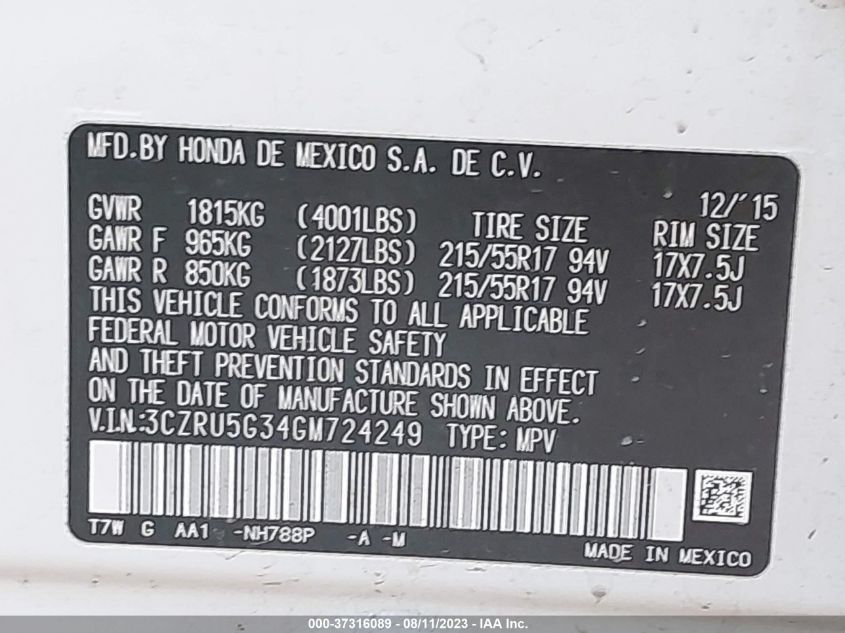 MFD.BY HONDA DE MEXICO S.A. DE C.V.
12/'15
GVWR 1815KG (4001LBS) TIRE SIZE RIM SIZE
GAWR F 965KG (2127LBS) 215/55R17 94V 17X7.5J
GAWR R 850KG (1873LBS) 215/55R17 94V 17X7.5J
THIS VEHICLE CONFORMS TO ALL APPLICABLE
FEDERAL MOTOR VEHICLE SAFETY
AND THEFT PREVENTION STANDARDS IN EFFECT
ON THE DATE OF MANUFACTURE SHOWN ABOVE.
V.I.N.:3CZRU5G34GM724249 TYPE: MPV
T7W G AA1 -NH788P -A -M
MADE IN MEXICO
000-37316089 - 08/11/2023 - IAA Inc.